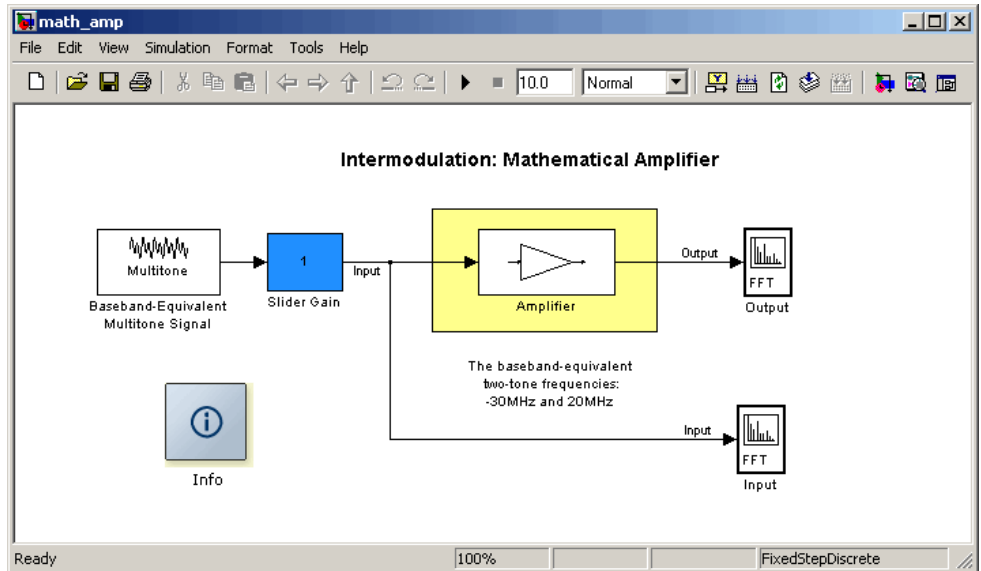 math_amp
File Edit View Simulation Format Tools Help
10.0 Normal
Intermodulation: Mathematical Amplifier
Multitone
Baseband-Equivalent
Multitone Signal
1
Slider Gain
Input
Amplifier
Output
FFT
Output
The baseband-equivalent
two-tone frequencies:
-30MHz and 20MHz
Input
FFT
Input
Info
Ready 100% FixedStepDiscrete